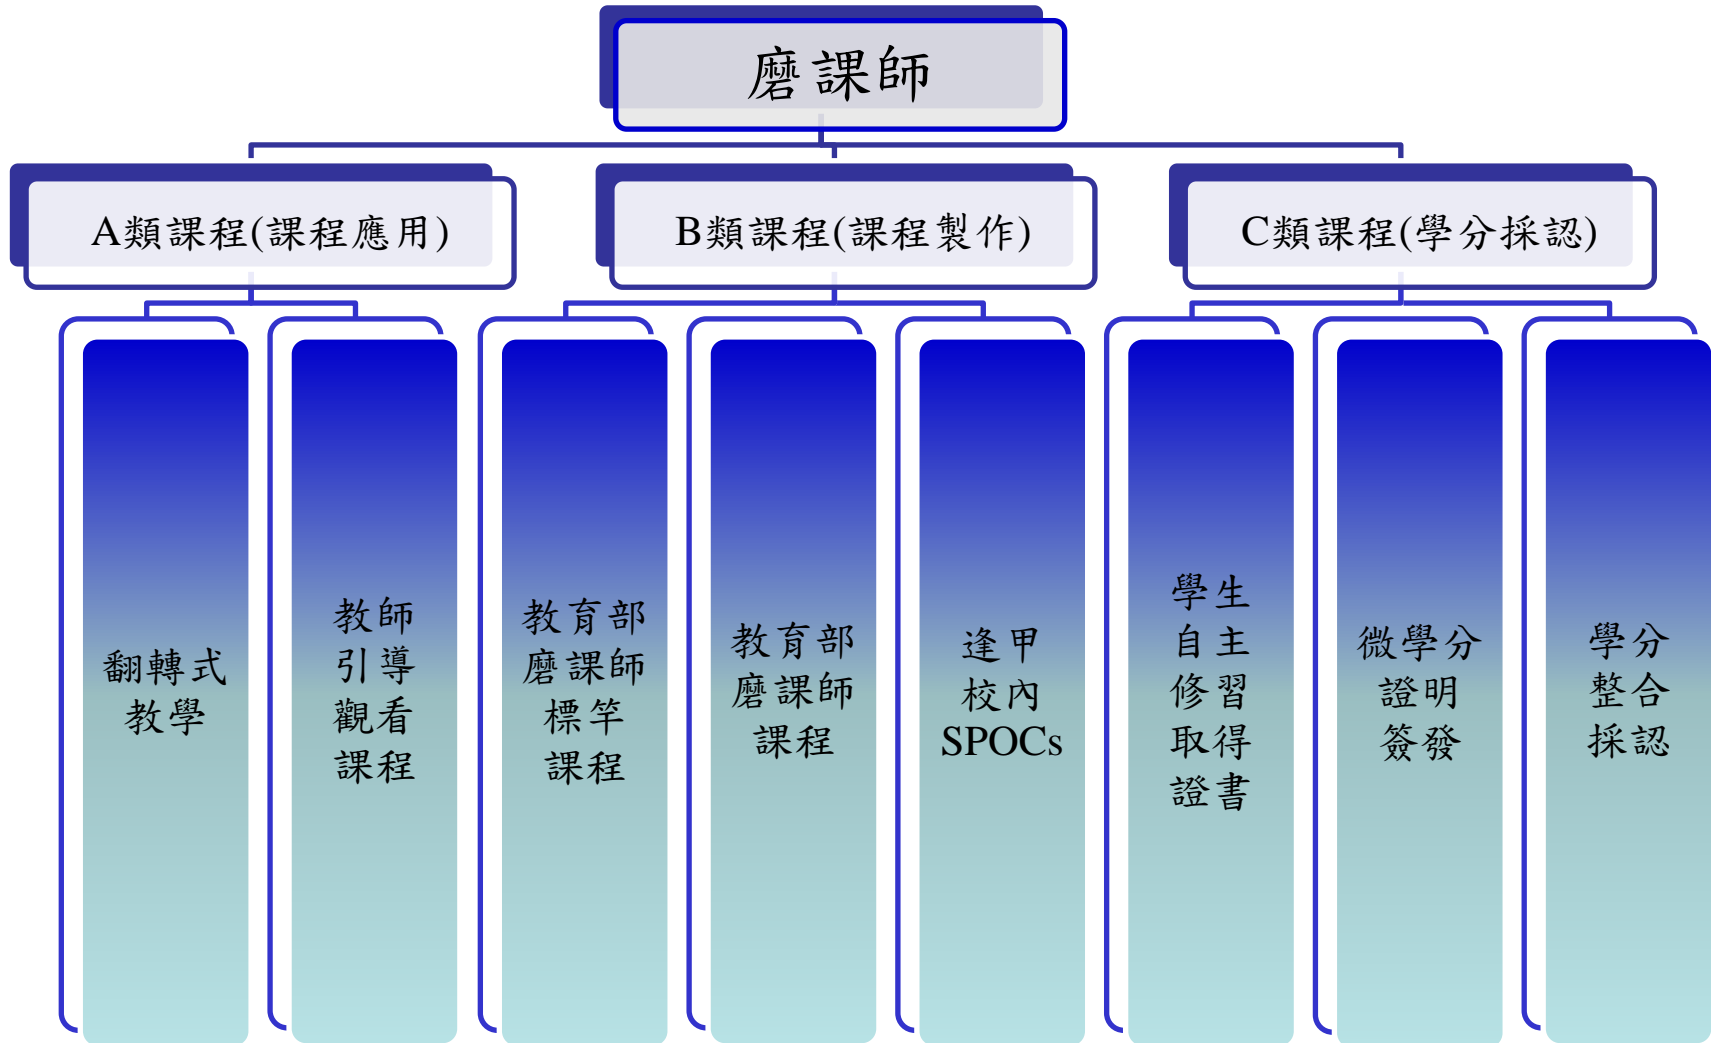 磨課師
A類課程(課程應用)
B類課程(課程製作)
C類課程(學分採認)
翻轉式
教學
教師
引導
觀看
課程
教育部
磨課師
標竿
課程
教育部
磨課師
課程
逢甲
校內
SPOCs
學生
自主
修習
取得
證書
微學分
證明
簽發
學分
整合
採認